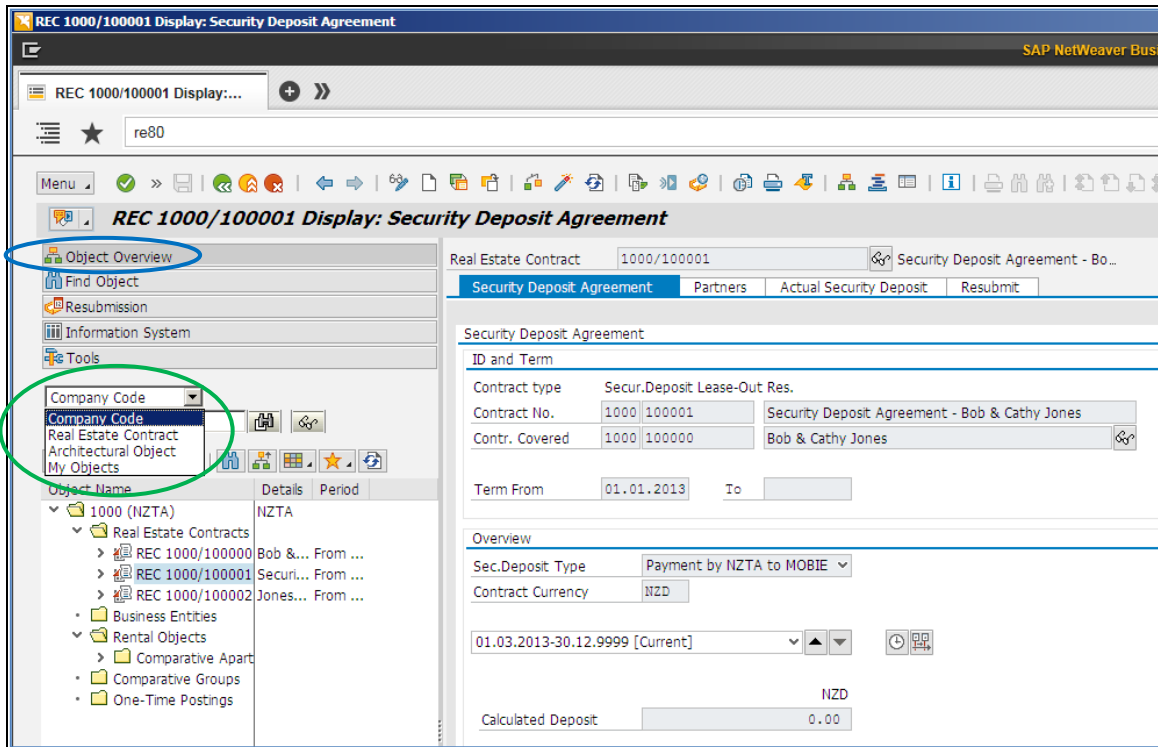 REC 1000/100001 Display: Security Deposit Agreement
SAP NetWeaver Bus
REC 1000/100001 Display:...
re80
Menu
REC 1000/100001 Display: Security Deposit Agreement
Object Overview
Find Object
Resubmission
Information System
Tools
Company Code
Company Code
Real Estate Contract
Architectural Object
My Objects
Object Name Details Period
1000 (NZTA) NZTA
Real Estate Contracts
REC 1000/100000 Bob &... From ...
REC 1000/100001 Securi... From ...
REC 1000/100002 Jones... From ...
Business Entities
Rental Objects
Comparative Apart
Comparative Groups
One-Time Postings
Real Estate Contract 1000/100001 Security Deposit Agreement - Bo...
Security Deposit Agreement Partners Actual Security Deposit Resubmit
Security Deposit Agreement
ID and Term
Contract type Secur.Deposit Lease-Out Res.
Contract No. 1000 100001 Security Deposit Agreement - Bob & Cathy Jones
Contr. Covered 1000 100000 Bob & Cathy Jones
Term From 01.01.2013 To
Overview
Sec.Deposit Type Payment by NZTA to MOBIE
Contract Currency NZD
01.03.2013-30.12.9999 [Current]
NZD
Calculated Deposit 0.00